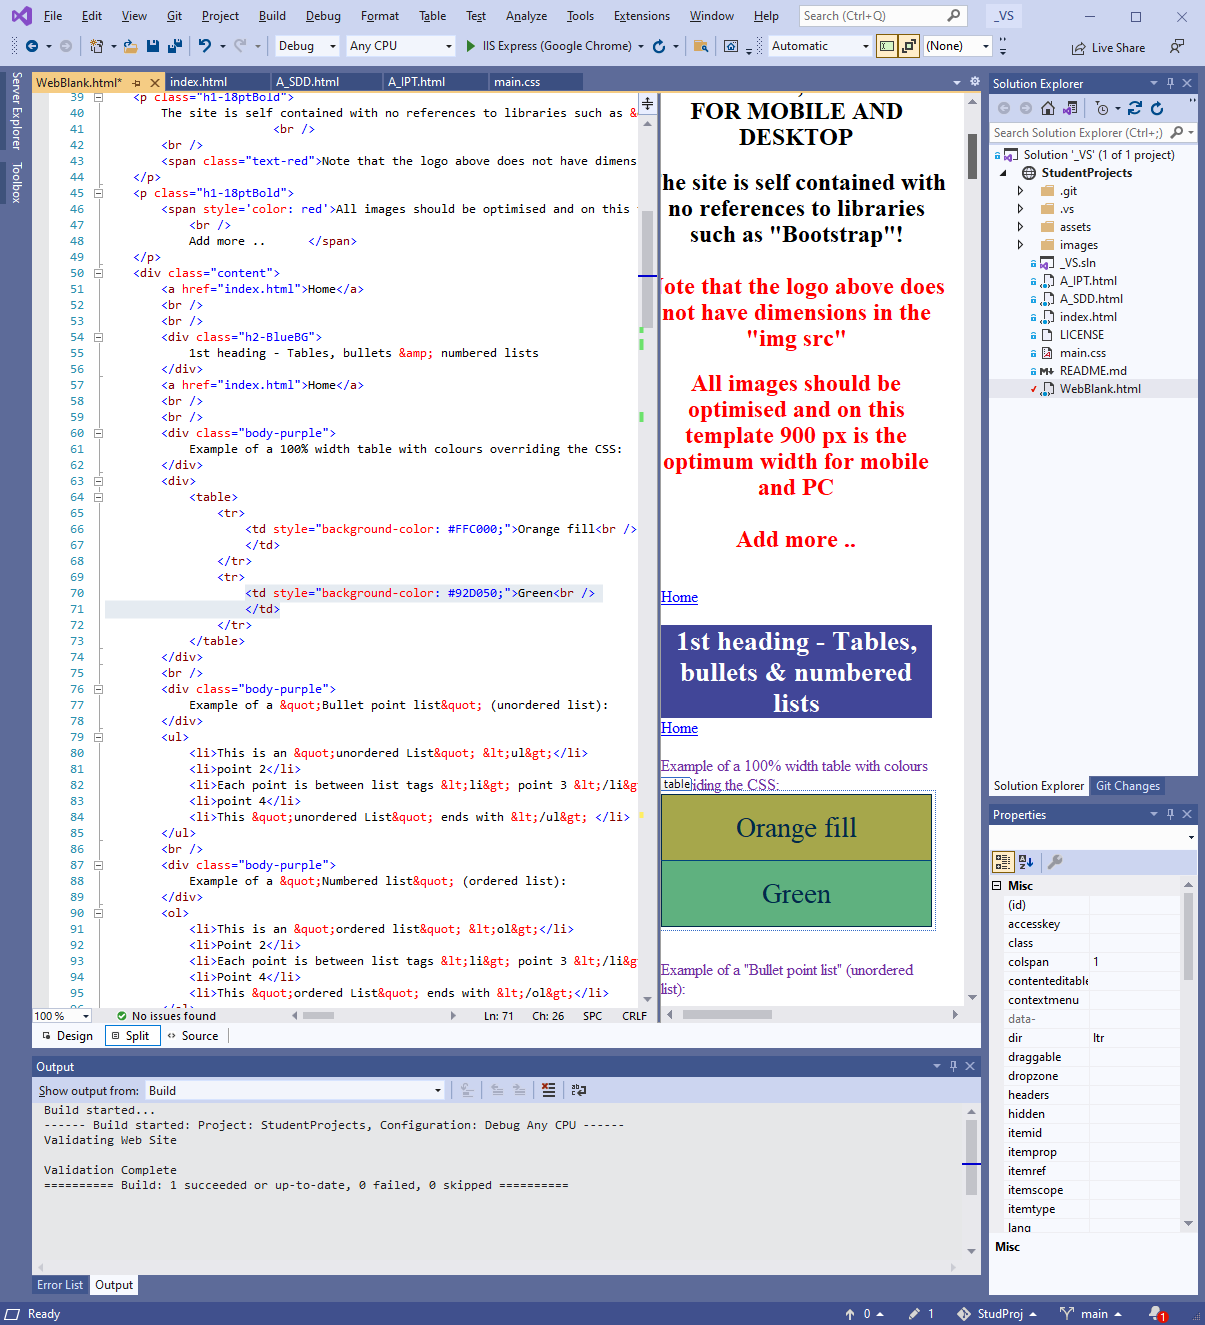 File Edit View Git Project Build Debug Format Table Test Analyze Tools Extensions Window Help Search (Ctrl+Q) _VS
Debug Any CPU IIS Express (Google Chrome) Automatic (None) Live Share
Server Explorer
Toolbox
WebBlank.html* index.html A_SDD.html A_IPT.html main.css
39 <p class="h1-18ptBold">
40 The site is self contained with no references to libraries such as &
41 <br />
42 <br />
43 <span class="text-red">Note that the logo above does not have dimens
44 </p>
45 <p class="h1-18ptBold">
46 <span style='color: red'>All images should be optimised and on this
47 <br />
48 Add more .. </span>
49 </p>
50 <div class="content">
51 <a href="index.html">Home</a>
52 <br />
53 <br />
54 <div class="h2-BlueBG">
55 1st heading - Tables, bullets &amp; numbered lists
56 </div>
57 <a href="index.html">Home</a>
58 <br />
59 <br />
60 <div class="body-purple">
61 Example of a 100% width table with colours overriding the CSS:
62 </div>
63 <div>
64 <table>
65 <tr>
66 <td style="background-color: #FFC000;">Orange fill<br />
67 </td>
68 </tr>
69 <tr>
70 <td style="background-color: #92D050;">Green<br />
71 </td>
72 </tr>
73 </table>
74 </div>
75 <br />
76 <div class="body-purple">
77 Example of a &quot;Bullet point list&quot; (unordered list):
78 </div>
79 <ul>
80 <li>This is an &quot;unordered List&quot; &lt;ul&gt;</li>
81 <li>point 2</li>
82 <li>Each point is between list tags &lt;li&gt; point 3 &lt;/li&g
83 <li>point 4</li>
84 <li>This &quot;unordered List&quot; ends with &lt;/ul&gt; </li>
85 </ul>
86 <br />
87 <div class="body-purple">
88 Example of a &quot;Numbered list&quot; (ordered list):
89 </div>
90 <ol>
91 <li>This is an &quot;ordered list&quot; &lt;ol&gt;</li>
92 <li>Point 2</li>
93 <li>Each point is between list tags &lt;li&gt; point 3 &lt;/li&g
94 <li>Point 4</li>
95 <li>This &quot;ordered List&quot; ends with &lt;/ol&gt;</li>
100 % No issues found Ln: 71 Ch: 26 SPC CRLF
Design Split Source
FOR MOBILE AND
DESKTOP
he site is self contained with
no references to libraries
such as "Bootstrap"!
ote that the logo above does
not have dimensions in the
"img src"
All images should be
optimised and on this
template 900 px is the
optimum width for mobile
and PC
Add more ..
Home
1st heading - Tables,
bullets & numbered
lists
Home
Example of a 100% width table with colours
table iding the CSS:
Orange fill
Green
Example of a "Bullet point list" (unordered
list):
Solution Explorer
Search Solution Explorer (Ctrl+;)
Solution '_VS' (1 of 1 project)
StudentProjects
.git
.vs
assets
images
_VS.sln
A_IPT.html
A_SDD.html
index.html
LICENSE
main.css
README.md
WebBlank.html
Solution Explorer Git Changes
Properties
Misc
(id)
accesskey
class
colspan 1
contenteditable
contextmenu
data-
dir ltr
draggable
dropzone
headers
hidden
itemid
itemprop
itemref
itemscope
itemtype
lang
Misc
Output
Show output from: Build
Build started...
------ Build started: Project: StudentProjects, Configuration: Debug Any CPU ------
Validating Web Site
Validation Complete
========== Build: 1 succeeded or up-to-date, 0 failed, 0 skipped ==========
Error List Output
Ready 0 1 StudProj main 1